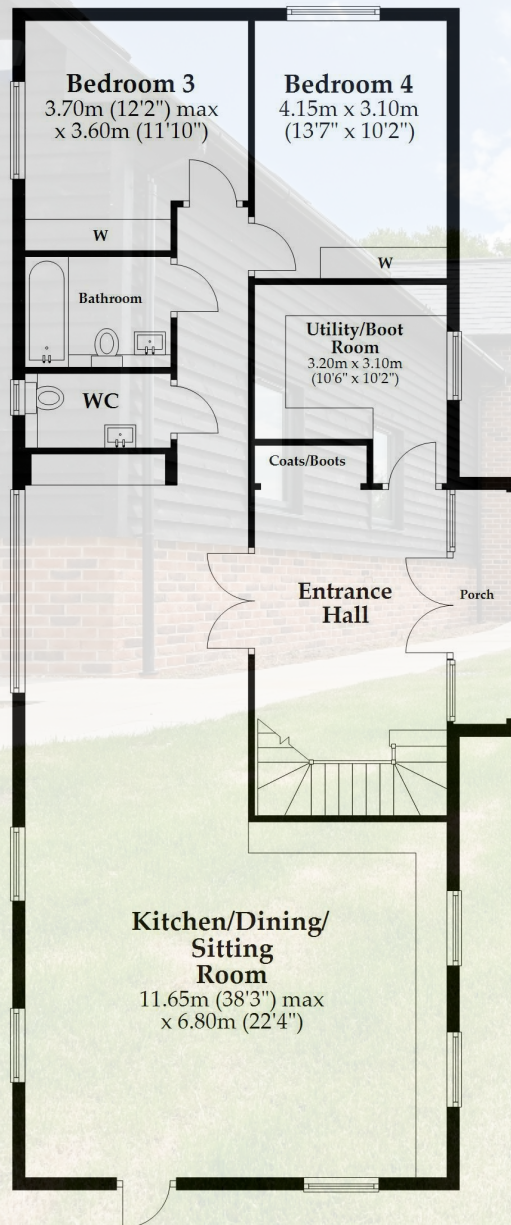 Bedroom 3
3.70m (12'2") max
x 3.60m (11'10")
Bedroom 4
4.15m x 3.10m
(13'7" x 10'2")
W
W
Bathroom
Utility/Boot
Room
3.20m x 3.10m
(10'6" x 10'2")
WC
Coats/Boots
Entrance
Hall
Porch
Kitchen/Dining/
Sitting
Room
11.65m (38'3") max
x 6.80m (22'4")